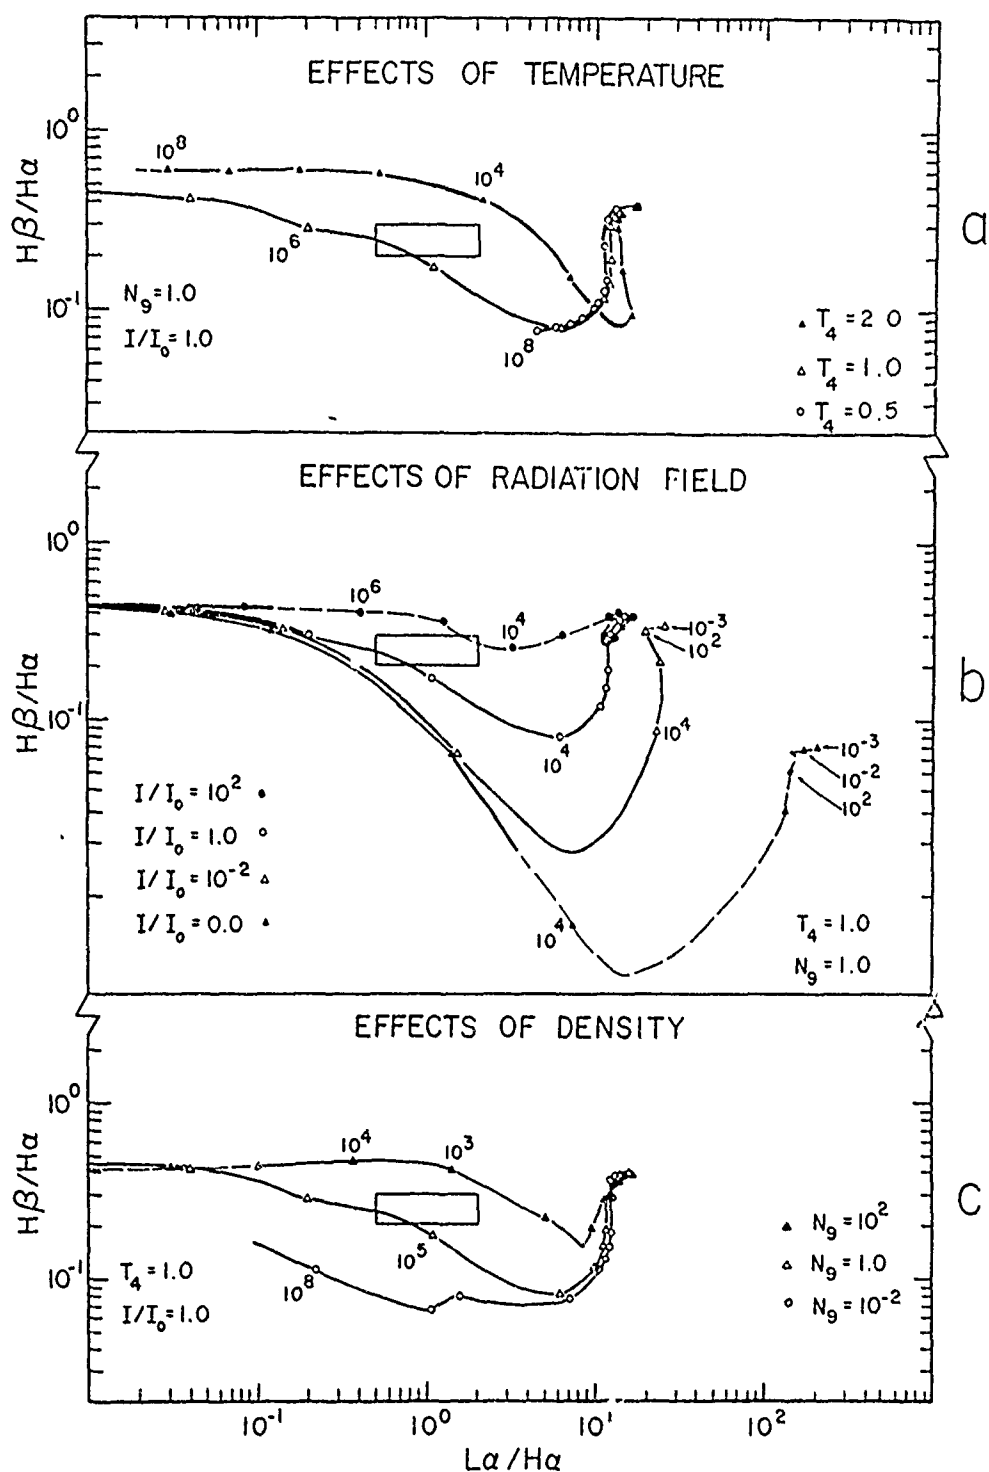 EFFECTS OF TEMPERATURE
10⁰
10⁸
10⁴
Hβ/Hα
10⁶
a
N₉=1.0
10⁻¹
T₄=2.0
I/I₀=1.0
10⁸
T₄=1.0
T₄=0.5
EFFECTS OF RADIATION FIELD
10⁰
10⁶
10⁴
10⁻³
10²
Hβ/Hα
b
10⁻¹
10⁴
10⁴
10⁻³
10⁻²
10²
I/I₀=10²
I/I₀=1.0
I/I₀=10⁻²
I/I₀=0.0
10⁴
T₄=1.0
N₉=1.0
EFFECTS OF DENSITY
10⁰
10⁴
10³
Hβ/Hα
c
N₉=10²
10⁵
T₄=1.0
10⁻¹
10⁸
N₉=1.0
I/I₀=1.0
N₉=10⁻²
10⁻¹
10⁰
10¹
10²
Lα/Hα